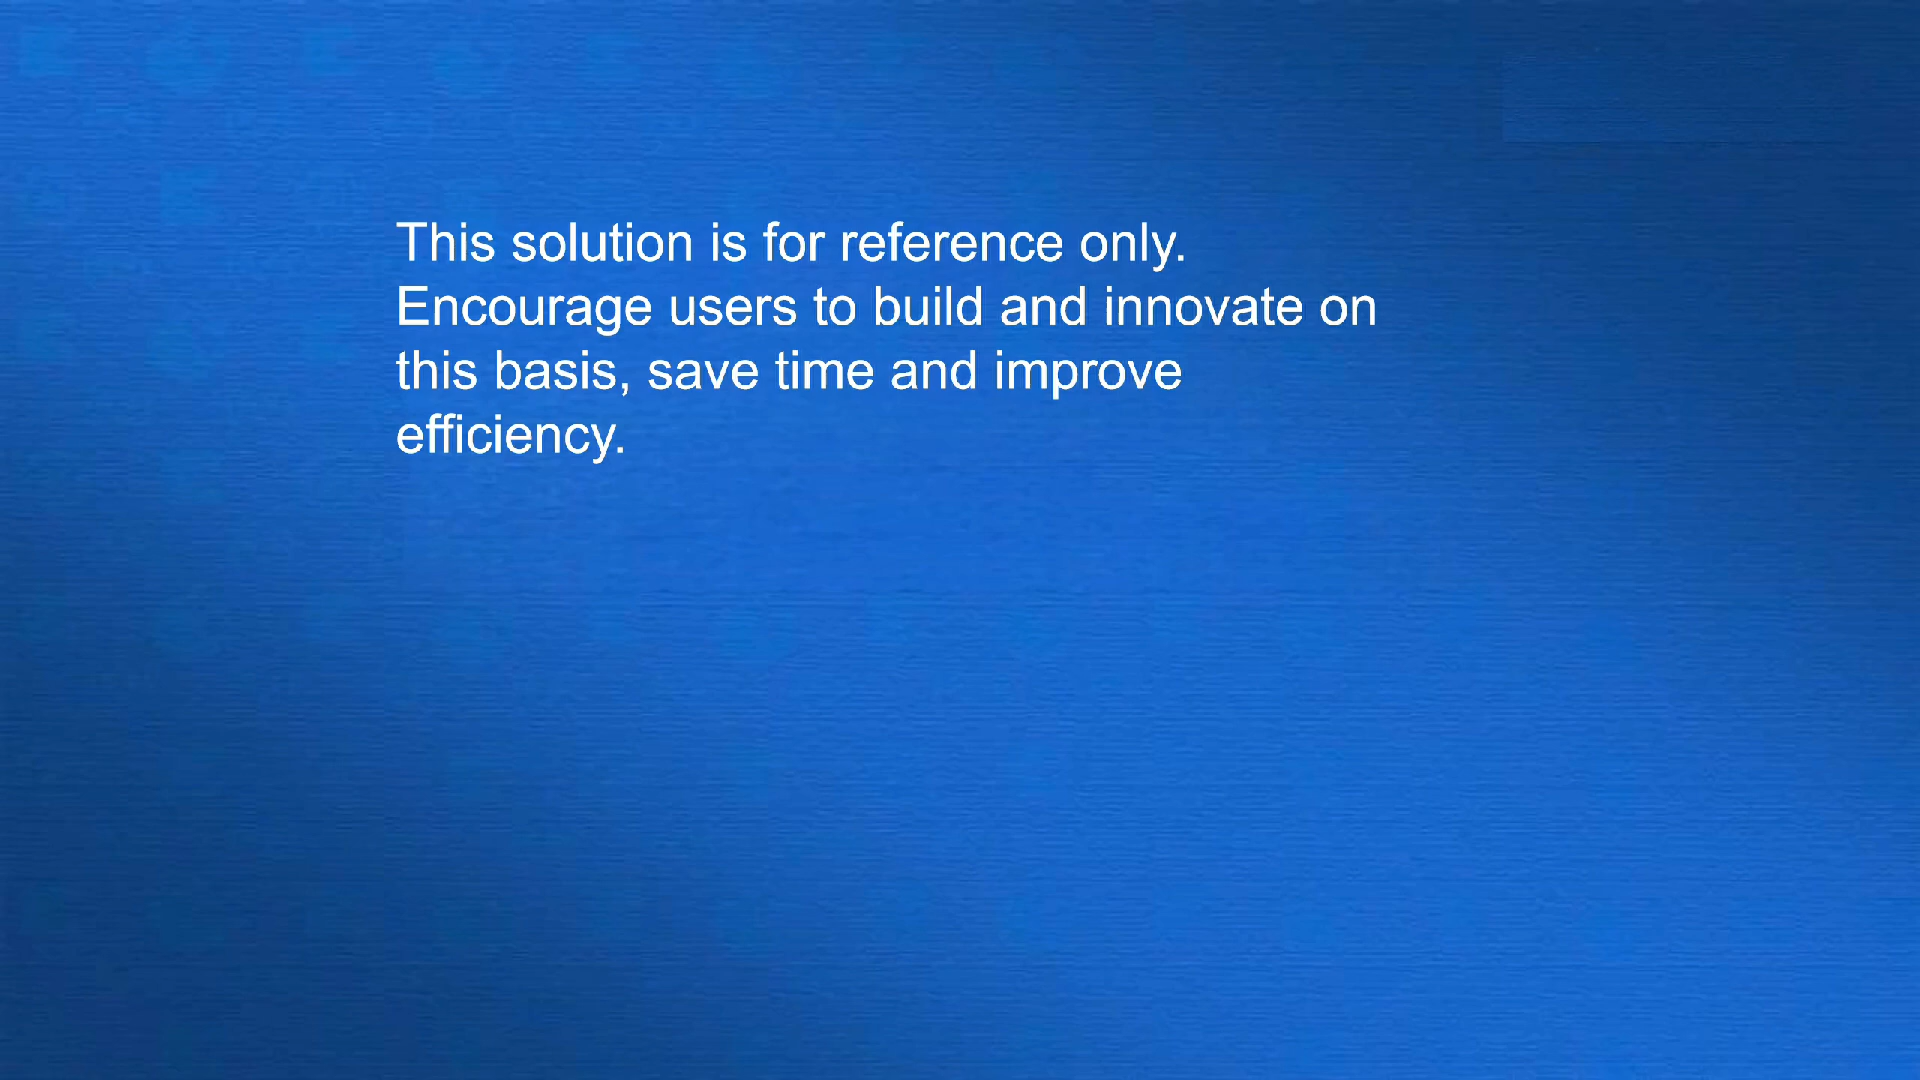 This solution is for reference only.
Encourage users to build and innovate on
this basis, save time and improve
efficiency.